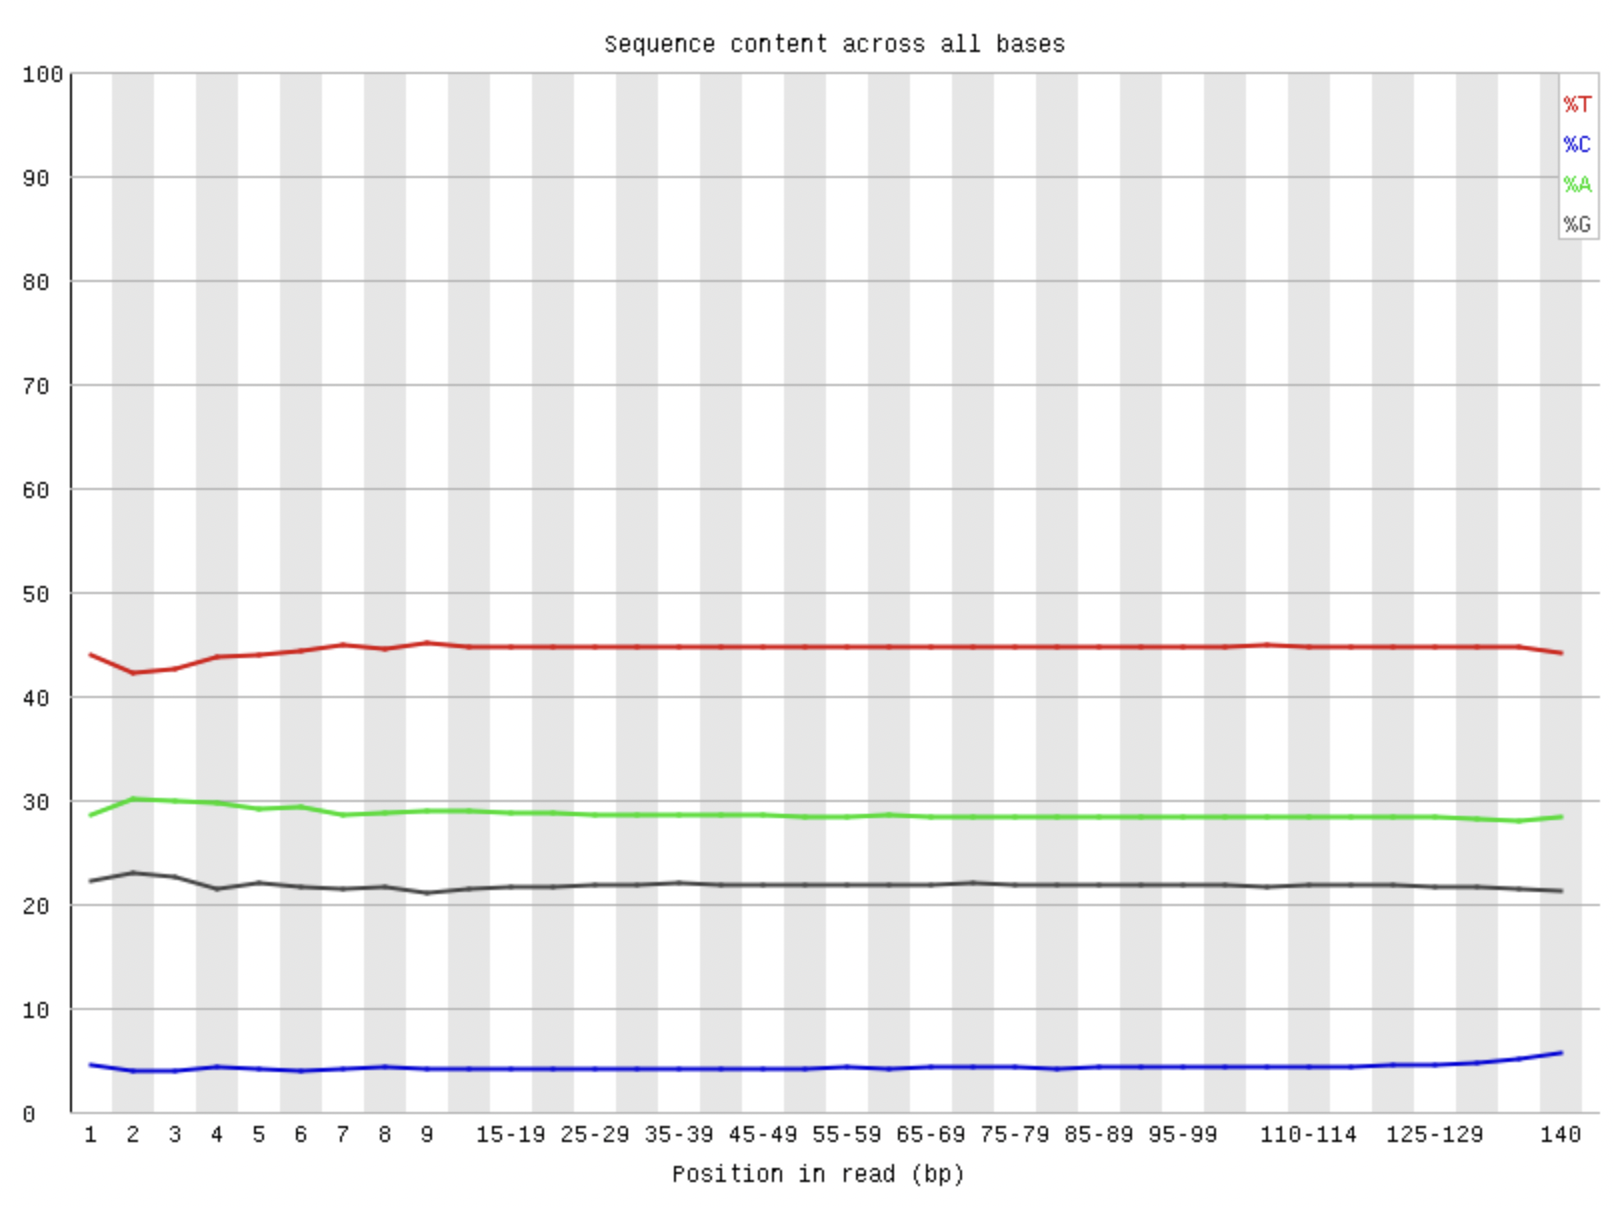 Sequence content across all bases
100
90
80
70
60
50
40
30
20
10
0
%T
%C
%A
%G
1 2 3 4 5 6 7 8 9 15-19 25-29 35-39 45-49 55-59 65-69 75-79 85-89 95-99 110-114 125-129 140
Position in read (bp)